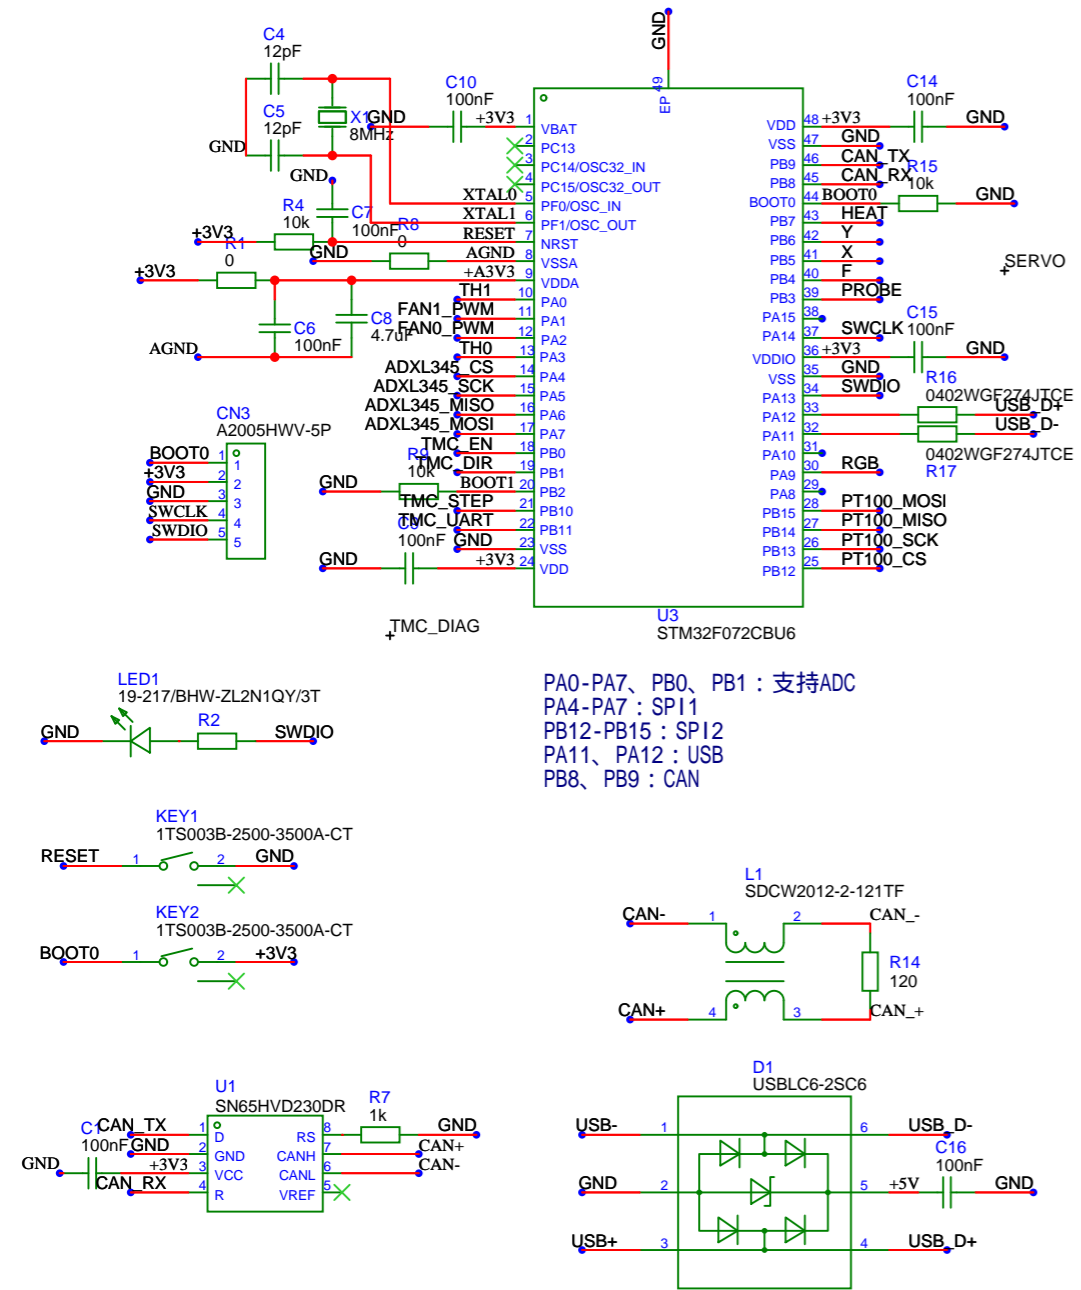 C4
12pF
C5
12pF
GND
X1
8MHz
GND
C10
100nF
+3V3
GND
C7
100nF
R4
10k
+3V3
R8
0
GND
R1
0
+3V3
C6
100nF
C8
4.7uF
AGND
XTAL0
XTAL1
RESET
AGND
+A3V3
TH1
FAN1_PWM
FAN0_PWM
TH0
ADXL345_CS
ADXL345_SCK
ADXL345_MISO
ADXL345_MOSI
TMC_EN
R9
10k
TMC_DIR
GND
BOOT1
TMC_STEP
TMC_UART
100nF
GND
GND
+3V3
GND
49
EP
1 VBAT
2 PC13
3 PC14/OSC32_IN
4 PC15/OSC32_OUT
5 PF0/OSC_IN
6 PF1/OSC_OUT
7 NRST
8 VSSA
9 VDDA
10 PA0
11 PA1
12 PA2
13 PA3
14 PA4
15 PA5
16 PA6
17 PA7
18 PB0
19 PB1
20 PB2
21 PB10
22 PB11
23 VSS
24 VDD
VDD 48 +3V3
VSS 47 GND
PB9 46 CAN_TX
PB8 45 CAN_RX
BOOT0 44 BOOT0
PB7 43 HEAT
PB6 42 Y
PB5 41 X
PB4 40 F
PB3 39 PROBE
PA15 38
PA14 37 SWCLK
VDDIO 36 +3V3
VSS 35 GND
PA13 34 SWDIO
PA12 33
PA11 32
PA10 31
PA9 30 RGB
PA8 29
PB15 28 PT100_MOSI
PB14 27 PT100_MISO
PB13 26 PT100_SCK
PB12 25 PT100_CS
U3
STM32F072CBU6
C14
100nF
GND
R15
10k
GND
SERVO
C15
100nF
GND
R16
0402WGF274JTCE
USB_D+
USB_D-
0402WGF274JTCE
R17
CN3
A2005HWV-5P
BOOT0 1 1
+3V3 2 2
GND 3 3
SWCLK 4 4
SWDIO 5 5
TMC_DIAG
LED1
19-217/BHW-ZL2N1QY/3T
GND
R2
SWDIO
PA0-PA7、PB0、PB1：支持ADC
PA4-PA7：SPI1
PB12-PB15：SPI2
PA11、PA12：USB
PB8、PB9：CAN
KEY1
1TS003B-2500-3500A-CT
RESET 1 2 GND
KEY2
1TS003B-2500-3500A-CT
BOOT0 1 2 +3V3
L1
SDCW2012-2-121TF
CAN- 1 2 CAN_-
R14
120
CAN+ 4 3 CAN_+
U1
SN65HVD230DR
C1
100nF
GND
CAN_TX 1 D
GND 2 GND
+3V3 3 VCC
CAN_RX 4 R
RS 8
CANH 7 CAN+
CANL 6 CAN-
VREF 5
R7
1k
GND
D1
USBLC6-2SC6
USB- 1 6 USB_D-
C16
100nF
GND 2 5 +5V GND
USB+ 3 4 USB_D+